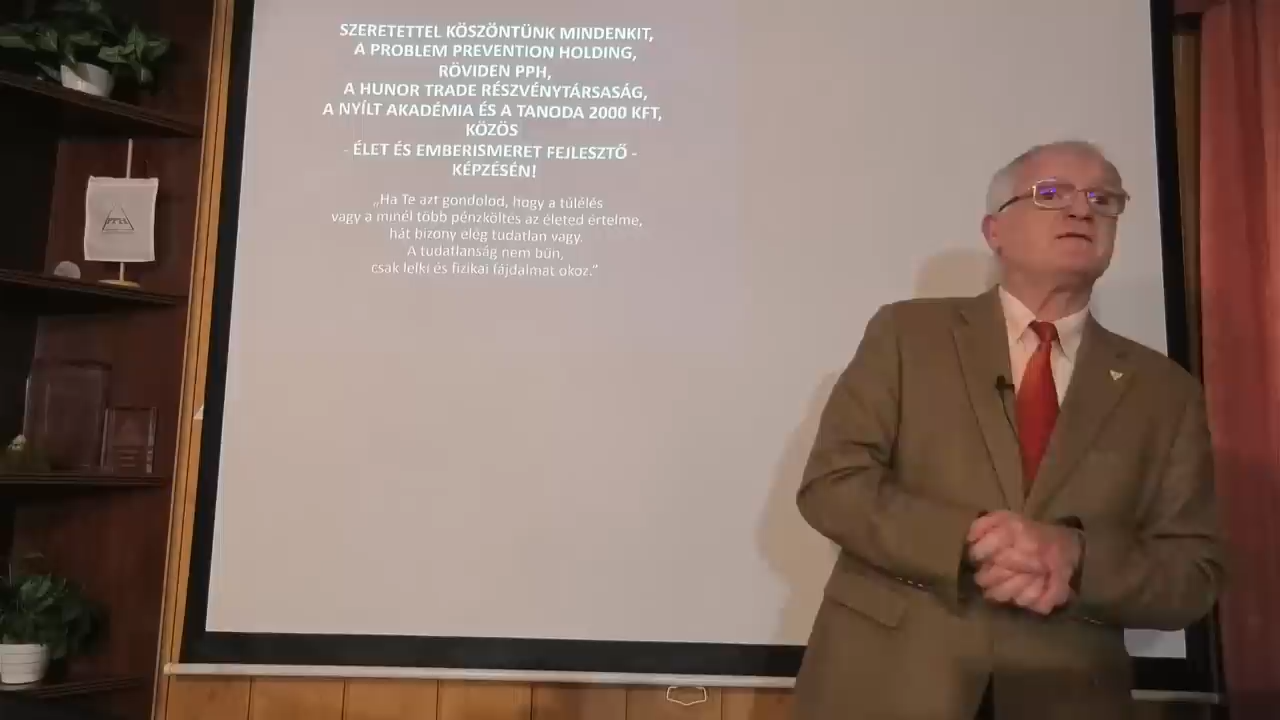 SZERETETTEL KÖSZÖNTÜNK MINDENKIT,
A PROBLEM PREVENTION HOLDING,
RÖVIDEN PPH,
A HUNOR TRADE RÉSZVÉNYTÁRSASÁG,
A NYÍLT AKADÉMIA ÉS A TANODA 2000 KFT,
KÖZÖS
- ÉLET ÉS EMBERISMERET FEJLESZTŐ -
KÉPZÉSÉN!
„Ha Te azt gondolod, hogy a túlélés
vagy a minél több pénzköltés az életed értelme,
hát bizony elég tudatlan vagy.
A tudatlanság nem bűn,
csak lelki és fizikai fájdalmat okoz.”